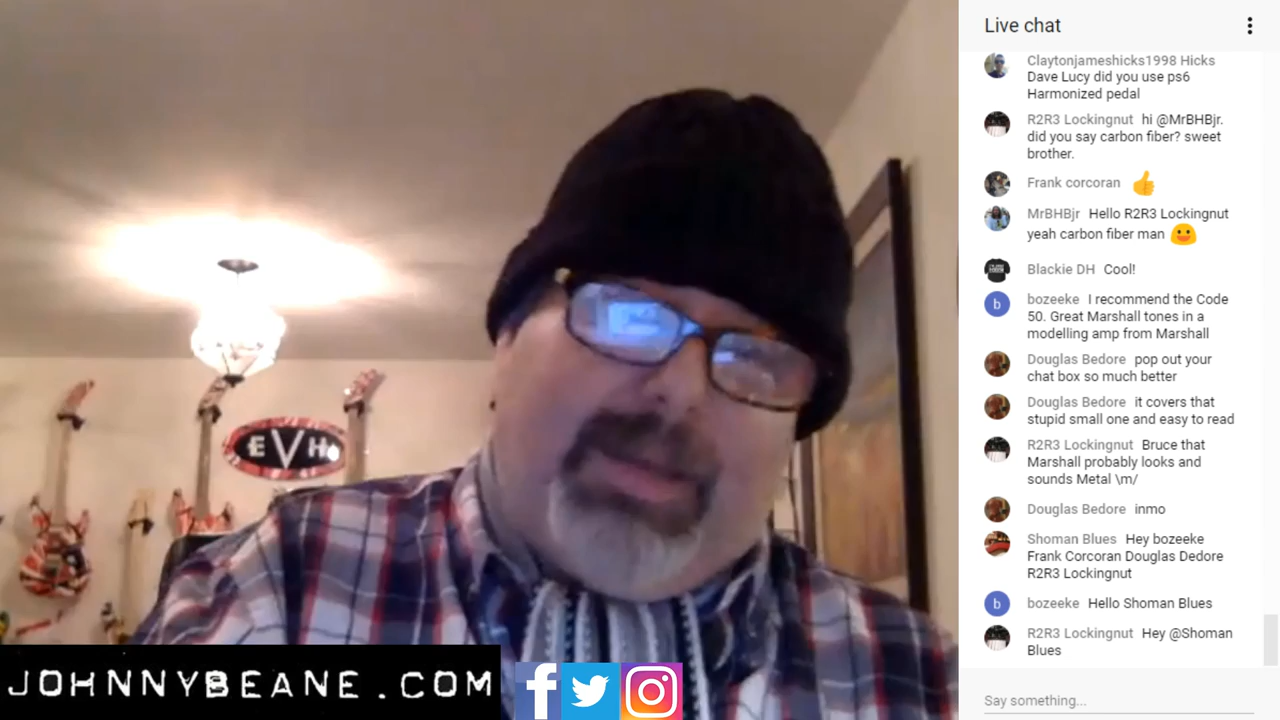 EVH
JOHNNYBEANE.COM
f
Live chat
Claytonjameshicks1998 Hicks
Dave Lucy did you use ps6
Harmonized pedal
R2R3 Lockingnut hi @MrBHBjr.
did you say carbon fiber? sweet
brother.
Frank corcoran
MrBHBjr Hello R2R3 Lockingnut
yeah carbon fiber man
Blackie DH Cool!
b
bozeeke I recommend the Code
50. Great Marshall tones in a
modelling amp from Marshall
Douglas Bedore pop out your
chat box so much better
Douglas Bedore it covers that
stupid small one and easy to read
R2R3 Lockingnut Bruce that
Marshall probably looks and
sounds Metal \m/
Douglas Bedore inmo
Shoman Blues Hey bozeeke
Frank Corcoran Douglas Dedore
R2R3 Lockingnut
b
bozeeke Hello Shoman Blues
R2R3 Lockingnut Hey @Shoman
Blues
Say something...